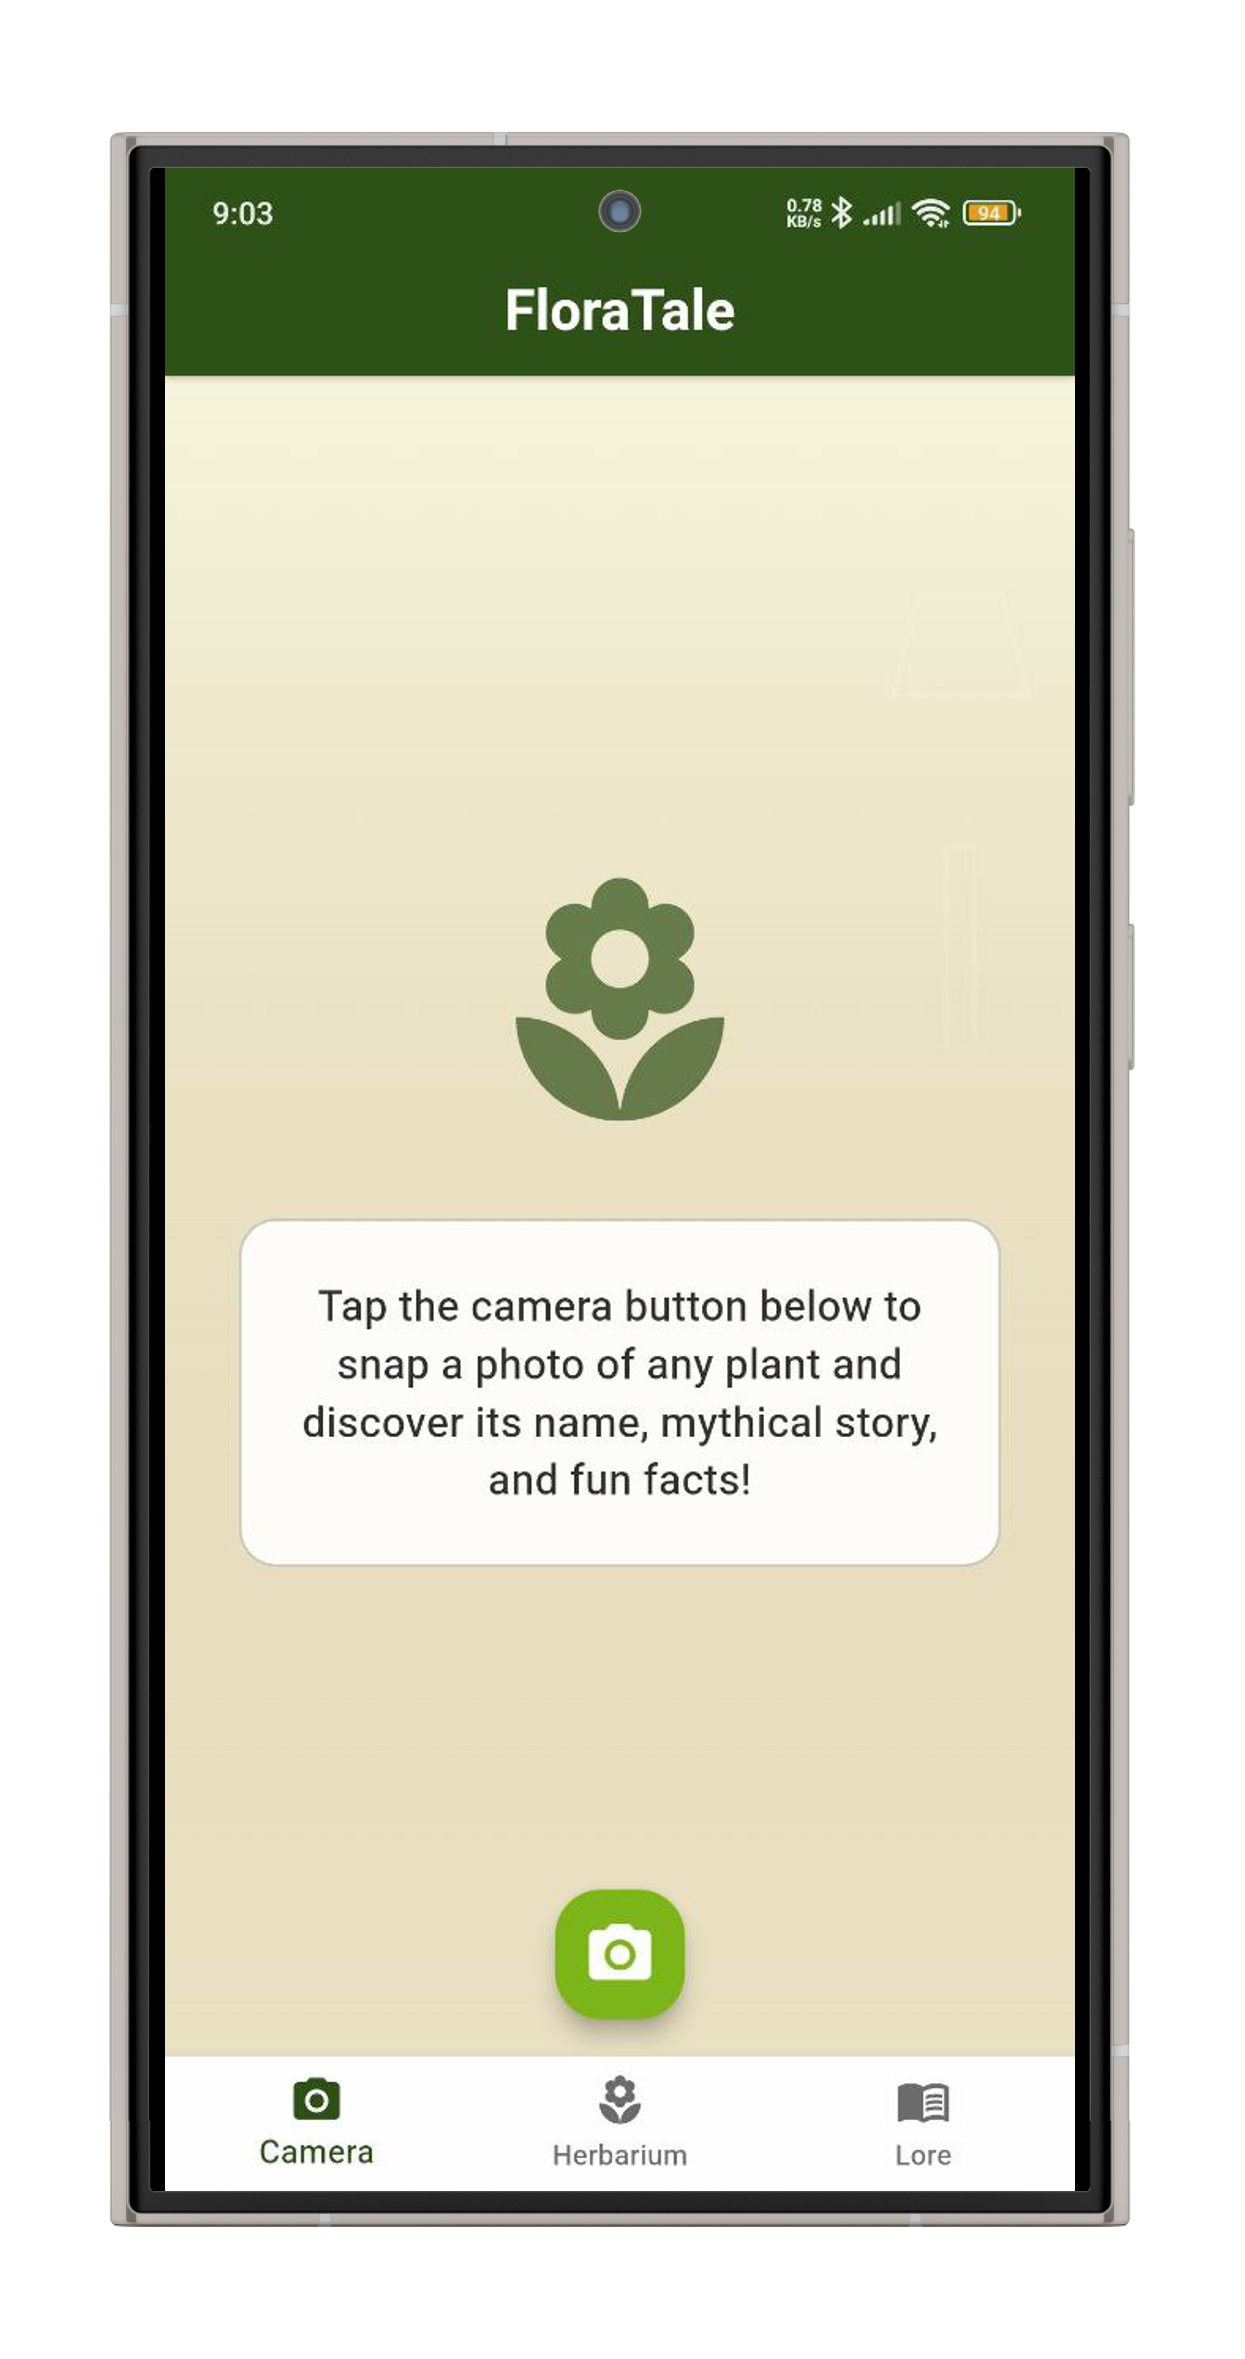 9:03
0.78
KB/s
94
FloraTale
Tap the camera button below to
snap a photo of any plant and
discover its name, mythical story,
and fun facts!
Camera
Herbarium
Lore